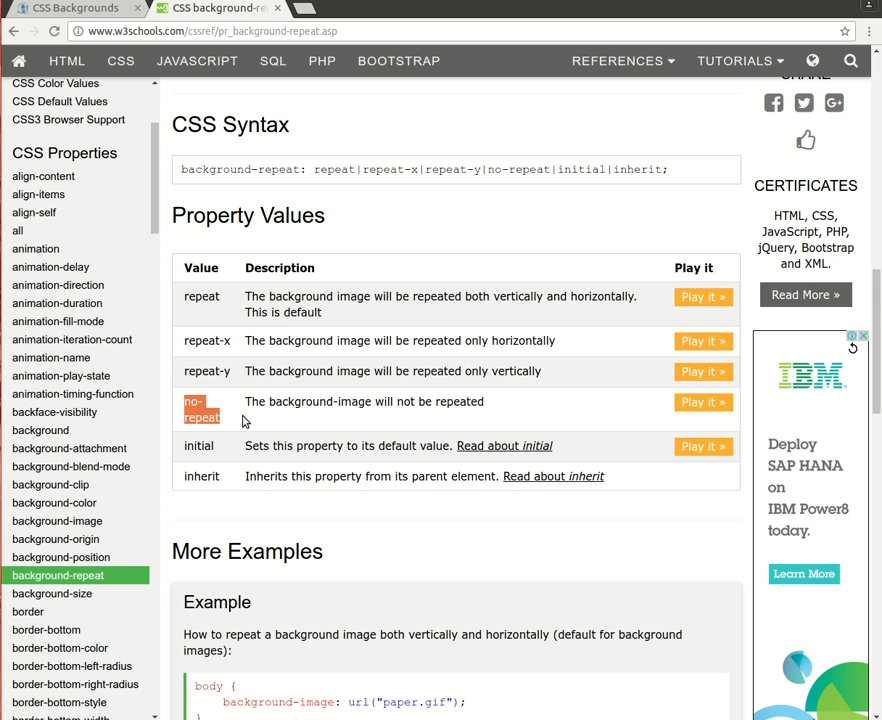 CSS Backgrounds
CSS background-re
www.w3schools.com/cssref/pr_background-repeat.asp
HTML CSS JAVASCRIPT SQL PHP BOOTSTRAP REFERENCES TUTORIALS
CSS Color Values
CSS Default Values
CSS3 Browser Support
CSS Properties
align-content
align-items
align-self
all
animation
animation-delay
animation-direction
animation-duration
animation-fill-mode
animation-iteration-count
animation-name
animation-play-state
animation-timing-function
backface-visibility
background
background-attachment
background-blend-mode
background-clip
background-color
background-image
background-origin
background-position
background-repeat
background-size
border
border-bottom
border-bottom-color
border-bottom-left-radius
border-bottom-right-radius
border-bottom-style
border-bottom-width
CSS Syntax
background-repeat: repeat|repeat-x|repeat-y|no-repeat|initial|inherit;
Property Values
Value Description Play it
repeat The background image will be repeated both vertically and horizontally. Play it »
This is default
repeat-x The background image will be repeated only horizontally Play it »
repeat-y The background image will be repeated only vertically Play it »
no- The background-image will not be repeated Play it »
repeat
initial Sets this property to its default value. Read about initial Play it »
inherit Inherits this property from its parent element. Read about inherit
More Examples
Example
How to repeat a background image both vertically and horizontally (default for background
images):
body {
background-image: url("paper.gif");
}
SHARE
CERTIFICATES
HTML, CSS,
JavaScript, PHP,
jQuery, Bootstrap
and XML.
Read More »
IBM
Deploy
SAP HANA
on
IBM Power8
today.
Learn More